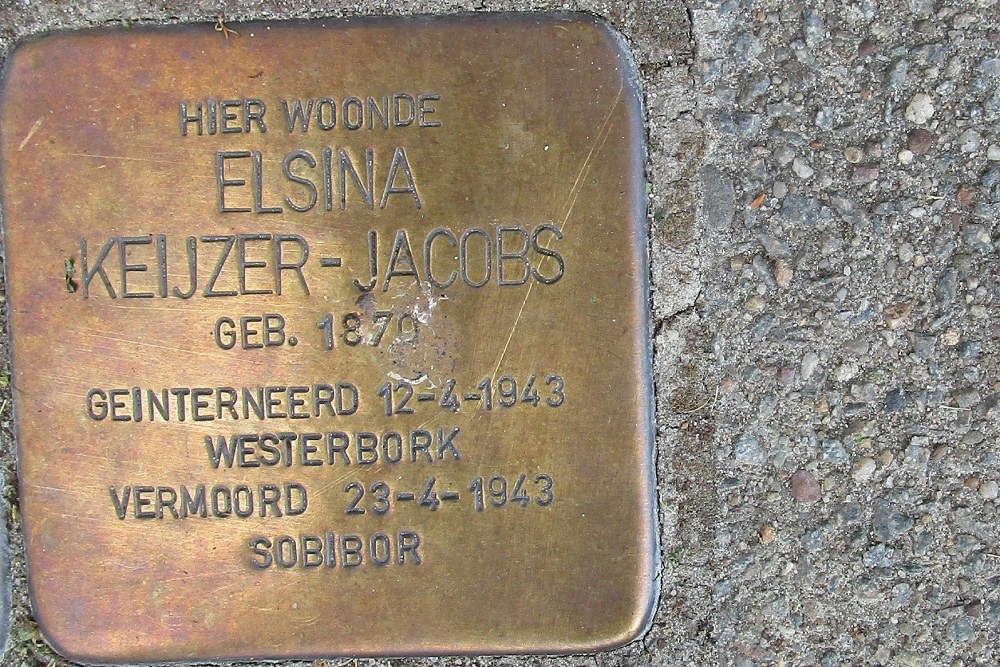 HIER WOONDE
ELSINA
KEIJZER-JACOBS
GEB. 1879
GEINTERNEERD 12-4-1943
WESTERBORK
VERMOORD 23-4-1943
SOBIBOR